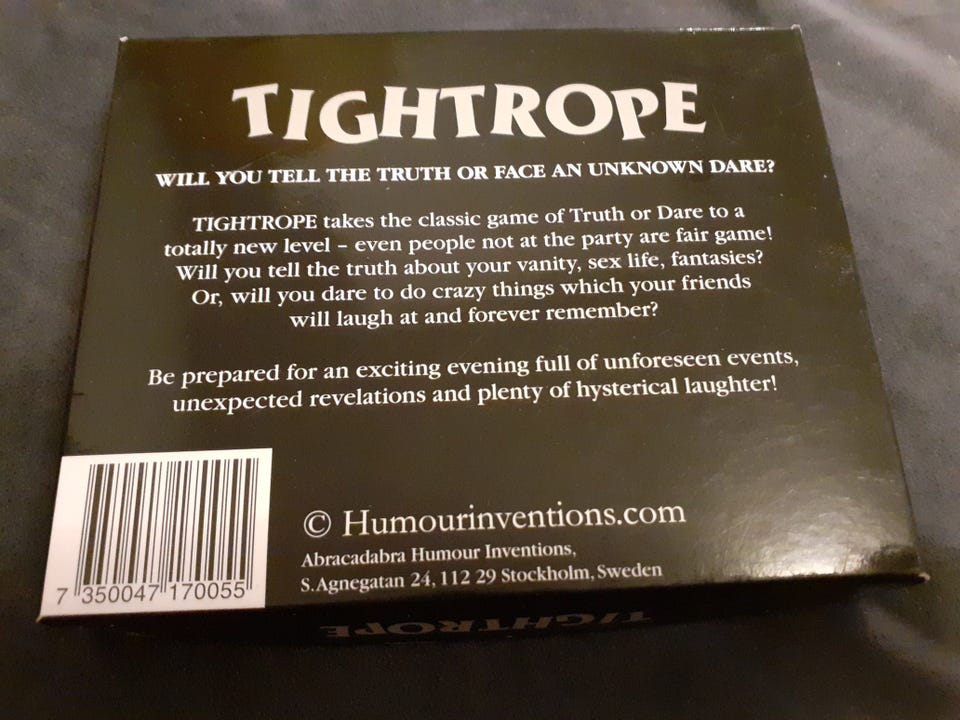 TIGHTROPE
WILL YOU TELL THE TRUTH OR FACE AN UNKNOWN DARE?
TIGHTROPE takes the classic game of Truth or Dare to a
totally new level – even people not at the party are fair game!
Will you tell the truth about your vanity, sex life, fantasies?
Or, will you dare to do crazy things which your friends
will laugh at and forever remember?
Be prepared for an exciting evening full of unforeseen events,
unexpected revelations and plenty of hysterical laughter!
© Humourinventions.com
Abracadabra Humour Inventions,
S. Agnegatan 24, 112 29 Stockholm, Sweden
7 350047 170055
TIGHTROPE